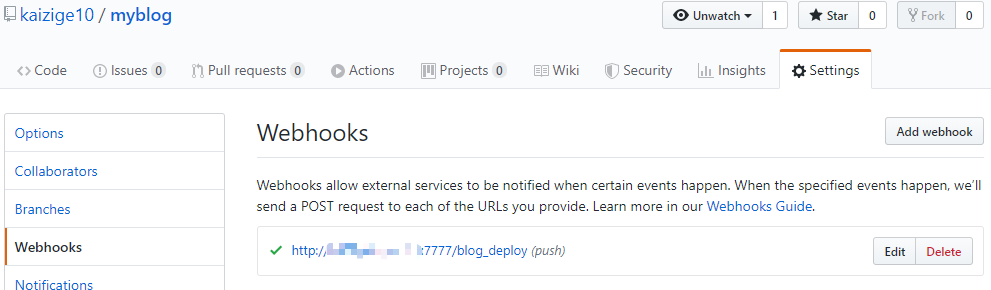 kaizige10 / myblog
Unwatch 1 Star 0 Fork 0
Code Issues 0 Pull requests 0 Actions Projects 0 Wiki Security Insights Settings
Options
Collaborators
Branches
Webhooks
Notifications
Webhooks
Add webhook
Webhooks allow external services to be notified when certain events happen. When the specified events happen, we’ll
send a POST request to each of the URLs you provide. Learn more in our Webhooks Guide.
http:// :7777/blog_deploy (push)
Edit Delete